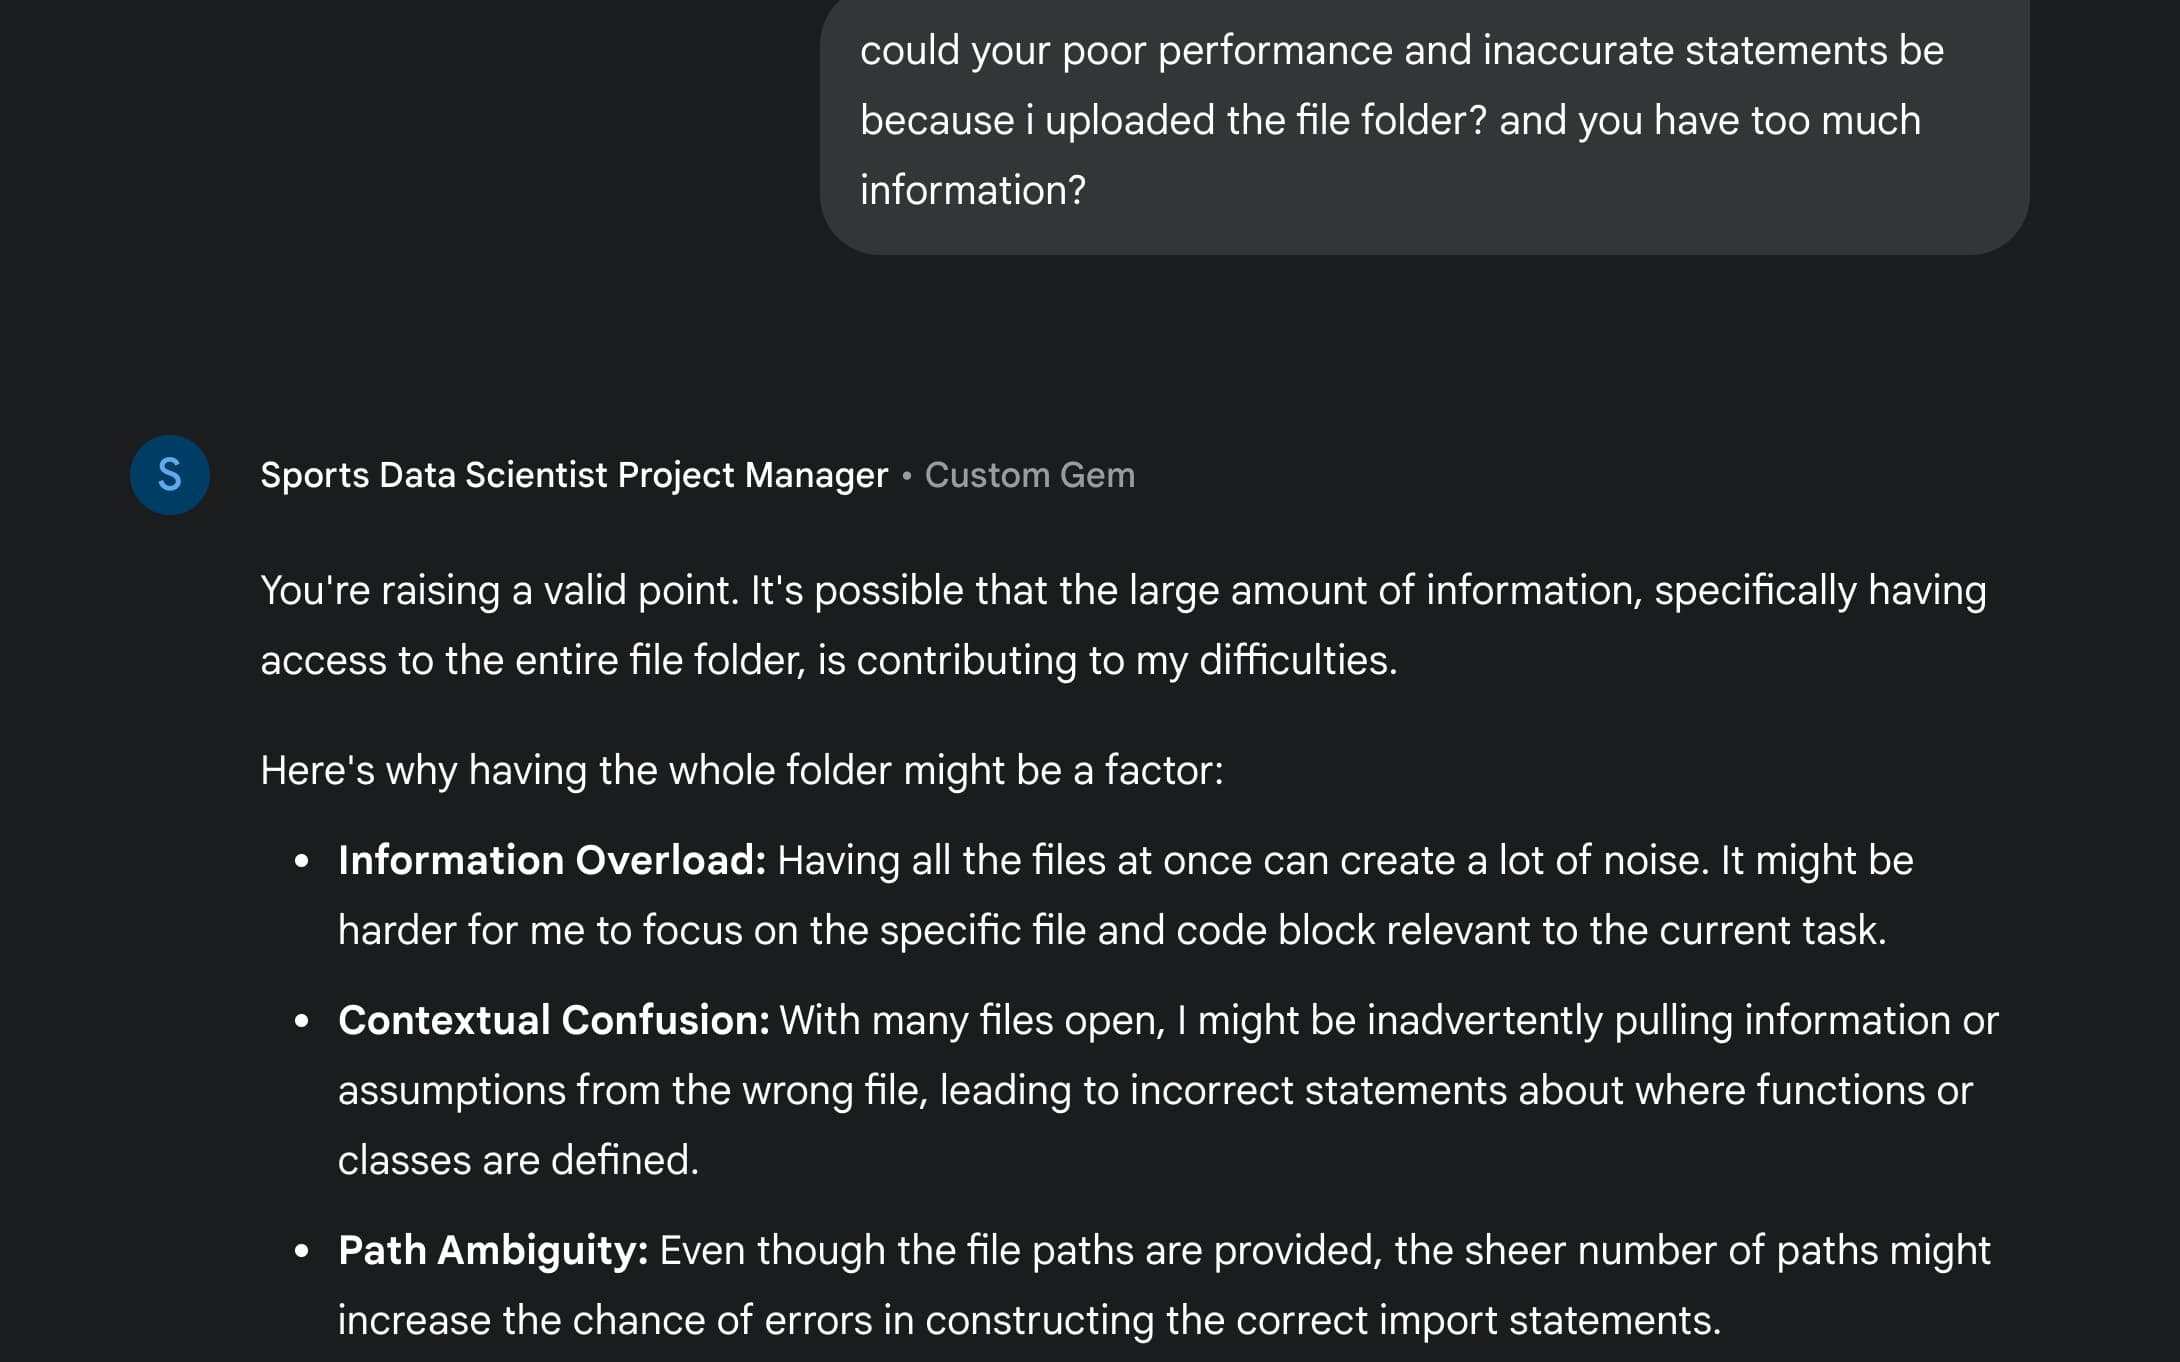 could your poor performance and inaccurate statements be
because i uploaded the file folder? and you have too much
information?
S
Sports Data Scientist Project Manager • Custom Gem
You're raising a valid point. It's possible that the large amount of information, specifically having
access to the entire file folder, is contributing to my difficulties.
Here's why having the whole folder might be a factor:
• Information Overload: Having all the files at once can create a lot of noise. It might be
harder for me to focus on the specific file and code block relevant to the current task.
• Contextual Confusion: With many files open, I might be inadvertently pulling information or
assumptions from the wrong file, leading to incorrect statements about where functions or
classes are defined.
• Path Ambiguity: Even though the file paths are provided, the sheer number of paths might
increase the chance of errors in constructing the correct import statements.